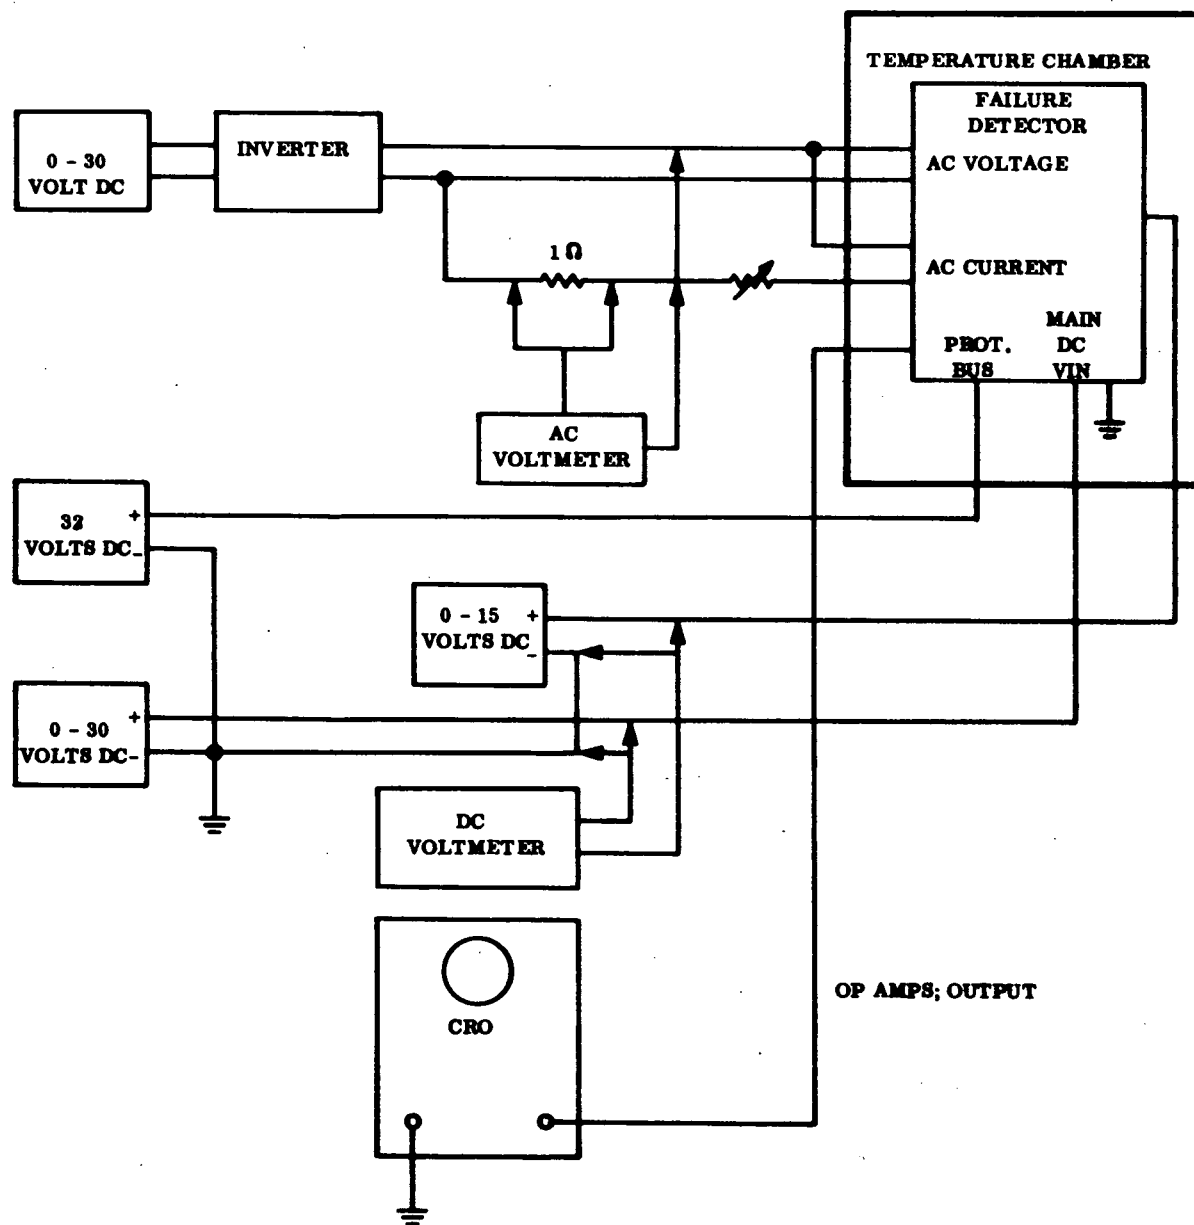 TEMPERATURE CHAMBER
FAILURE
DETECTOR
0 - 30
VOLT DC
INVERTER
AC VOLTAGE
1 Ω
AC CURRENT
MAIN
PROT. DC
BUS VIN
AC
VOLTMETER
32 +
VOLTS DC -
0 - 15 +
VOLTS DC -
0 - 30 +
VOLTS DC -
DC
VOLTMETER
OP AMPS; OUTPUT
CRO